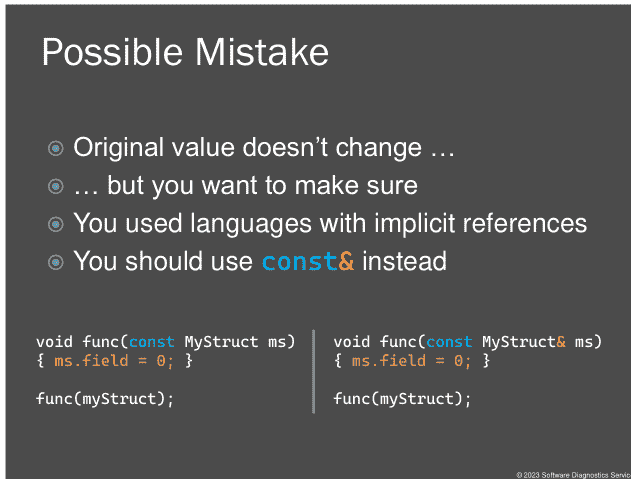 Possible Mistake
Original value doesn’t change …
… but you want to make sure
You used languages with implicit references
You should use const& instead
void func(const MyStruct ms)
{ ms.field = 0; }
func(myStruct);
void func(const MyStruct& ms)
{ ms.field = 0; }
func(myStruct);
© 2023 Software Diagnostics Servic